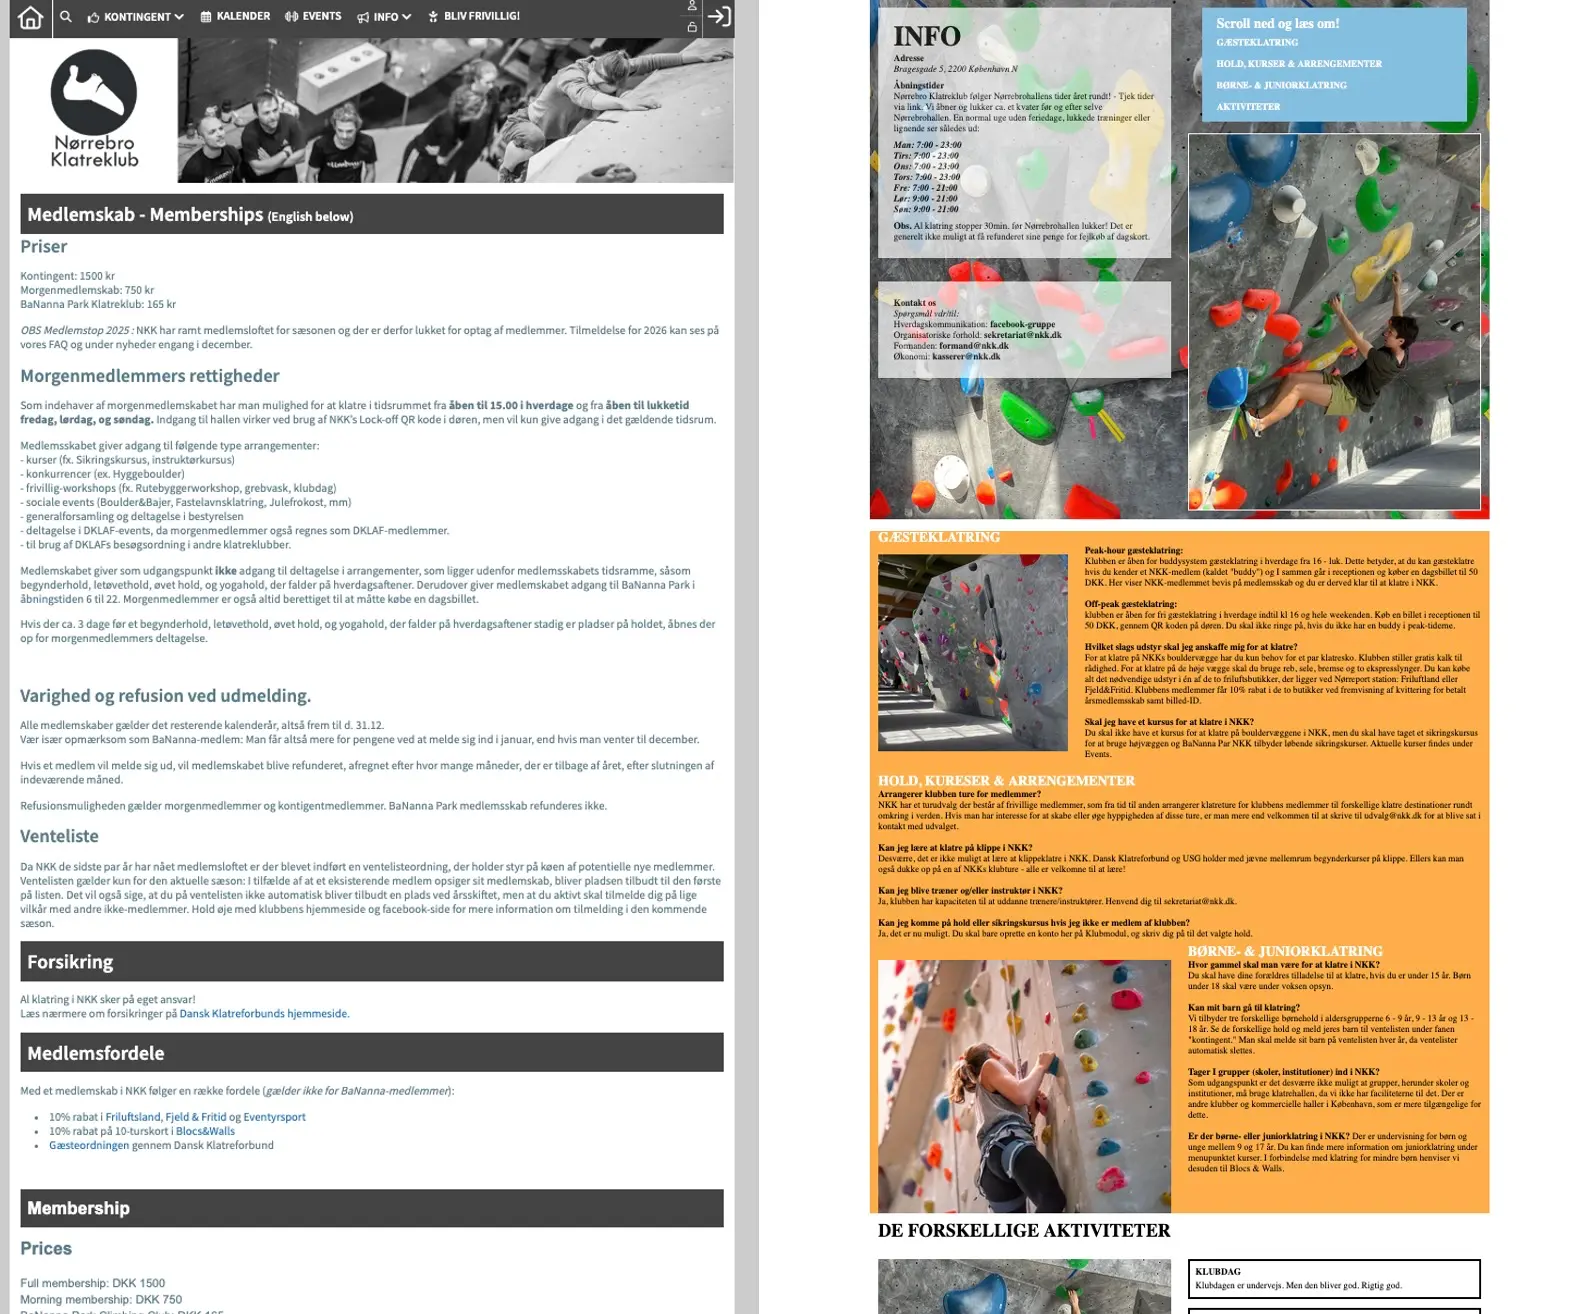 KONTINGENT
KALENDER
EVENTS
INFO
BLIV FRIVILLIG!
Nørrebro
Klatreklub
Medlemskab - Memberships (English below)
Priser
Kontingent: 1500 kr
Morgenmedlemskab: 750 kr
BaNanna Park Klatreklub: 165 kr
OBS Medlemstop 2025 : NKK har ramt medlemsloftet for sæsonen og der er derfor lukket for optag af medlemmer. Tilmeldelse for 2026 kan ses på
vores FAQ og under nyheder engang i december.
Morgenmedlemmers rettigheder
Som indehaver af morgenmedlemskabet har man mulighed for at klatre i tidsrummet fra åben til 15.00 i hverdage og fra åben til lukketid
fredag, lørdag, og søndag. Indgang til hallen virker ved brug af NKK's Lock-off QR kode i døren, men vil kun give adgang i det gældende tidsrum.
Medlemsskabet giver adgang til følgende type arrangementer:
- kurser (fx. Sikringskursus, instruktørkursus)
- konkurrencer (ex. Hyggeboulder)
- frivillig-workshops (fx. Rutebyggerworkshop, grebvask, klubdag)
- sociale events (Boulder&Bajer, Fastelavnsklatring, Julefrokost, mm)
- generalforsamling og deltagelse i bestyrelsen
- deltagelse i DKLAF-events, da morgenmedlemmer også regnes som DKLAF-medlemmer.
- til brug af DKLAFs besøgsordning i andre klatreklubber.
Medlemskabet giver som udgangspunkt ikke adgang til deltagelse i arrangementer, som ligger udenfor medlemsskabets tidsramme, såsom
begynderhold, letøvethold, øvet hold, og yogahold, der falder på hverdagsaftener. Derudover giver medlemskabet adgang til BaNanna Park i
åbningstiden 6 til 22. Morgenmedlemmer er også altid berettiget til at måtte købe en dagsbillet.
Hvis der ca. 3 dage før et begynderhold, letøvethold, øvet hold, og yogahold, der falder på hverdagsaftener stadig er pladser på holdet, åbnes der
op for morgenmedlemmers deltagelse.
Varighed og refusion ved udmelding.
Alle medlemskaber gælder det resterende kalenderår, altså frem til d. 31.12.
Vær især opmærksom som BaNanna-medlem: Man får altså mere for pengene ved at melde sig ind i januar, end hvis man venter til december.
Hvis et medlem vil melde sig ud, vil medlemskabet blive refunderet, afregnet efter hvor mange måneder, der er tilbage af året, efter slutningen af
indeværende måned.
Refusionsmuligheden gælder morgenmedlemmer og kontigentmedlemmer. BaNanna Park medlemsskab refunderes ikke.
Venteliste
Da NKK de sidste par år har nået medlemsloftet er der blevet indført en ventelisteordning, der holder styr på køen af potentielle nye medlemmer.
Ventelisten gælder kun for den aktuelle sæson: I tilfælde af at et eksisterende medlem opsiger sit medlemskab, bliver pladsen tilbudt til den første
på listen. Det vil også sige, at du på ventelisten ikke automatisk bliver tilbudt en plads ved årsskiftet, men at du aktivt skal tilmelde dig på lige
vilkår med andre ikke-medlemmer. Hold øje med klubbens hjemmeside og facebook-side for mere information om tilmelding i den kommende
sæson.
Forsikring
Al klatring i NKK sker på eget ansvar!
Læs nærmere om forsikringer på Dansk Klatreforbunds hjemmeside.
Medlemsfordele
Med et medlemskab i NKK følger en række fordele (gælder ikke for BaNanna-medlemmer):
• 10% rabat i Friluftsland, Fjeld & Fritid og Eventyrsport
• 10% rabat på 10-turskort i Blocs&Walls
• Gæsteordningen gennem Dansk Klatreforbund
Membership
Prices
Full membership: DKK 1500
Morning membership: DKK 750
BaNanna Park Climbing Club: DKK 165
INFO
Adresse
Bragesgade 5, 2200 København N
Åbningstider
Nørrebro Klatreklub følger Nørrebrohallens tider året rundt! - Tjek tider
via link. Vi åbner og lukker ca. et kvater før og efter selve
Nørrebrohallen. En normal uge uden feriedage, lukkede træninger eller
lignende ser således ud:
Man: 7:00 - 23:00
Tirs: 7:00 - 23:00
Ons: 7:00 - 23:00
Tors: 7:00 - 23:00
Fre: 7:00 - 21:00
Lør: 9:00 - 21:00
Søn: 9:00 - 21:00
Obs. Al klatring stopper 30min. før Nørrebrohallen lukker! Det er
generelt ikke muligt at få refunderet sine penge for fejlkøb af dagskort.
Kontakt os
Spørgsmål vdr/til:
Hverdagskommunikation: facebook-gruppe
Organisatoriske forhold: sekretariat@nkk.dk
Formanden: formand@nkk.dk
Økonomi: kasserer@nkk.dk
Scroll ned og læs om!
GÆSTEKLATRING
HOLD, KURSER & ARRANGEMENTER
BØRNE- & JUNIORKLATRING
AKTIVITETER
GÆSTEKLATRING
Peak-hour gæsteklatring:
Klubben er åben for buddysystem gæsteklatring i hverdage fra 16 - luk. Dette betyder, at du kan gæsteklatre
hvis du kender et NKK-medlem (kaldet "buddy") og I sammen går i receptionen og køber en dagsbillet til 50
DKK. Her viser NKK-medlemmet bevis på medlemsskab og du er derved klar til at klatre i NKK.
Off-peak gæsteklatring:
klubben er åben for fri gæsteklatring i hverdage indtil kl 16 og hele weekenden. Køb en billet i receptionen til
50 DKK, gennem QR koden på døren. Du skal ikke ringe på, hvis du ikke har en buddy i peak-tiderne.
Hvilket slags udstyr skal jeg anskaffe mig for at klatre?
For at klatre på NKKs bouldervægge har du kun behov for et par klatresko. Klubben stiller gratis kalk til
rådighed. For at klatre på de høje vægge skal du bruge reb, sele, bremse og to ekspresslynger. Du kan købe
alt det nødvendige udstyr i én af de to friluftsbutikker, der ligger ved Nørreport station: Friluftland eller
Fjeld&Fritid. Klubbens medlemmer får 10% rabat i de to butikker ved fremvisning af kvittering for betalt
årsmedlemsskab samt billed-ID.
Skal jeg have et kursus for at klatre i NKK?
Du skal ikke have et kursus for at klatre på boulderværggene i NKK, men du skal have taget et sikringskursus
for at bruge højvæggen og BaNanna Par NKK tilbyder løbende sikringskurser. Aktuelle kurser findes under
Events.
HOLD, KURESER & ARRENGEMENTER
Arrangerer klubben ture for medlemmer?
NKK har et turudvalg der består af frivillige medlemmer, som fra tid til anden arrangerer klatreture for klubbens medlemmer til forskellige klatre destinationer rundt
omkring i verden. Hvis man har interesse for at skabe eller øge hyppigheden af disse ture, er man mere end velkommen til at skrive til udvalg@nkk.dk for at blive sat i
kontakt med udvalget.
Kan jeg lære at klatre på klippe i NKK?
Desværre, det er ikke muligt at lære at klippeklatre i NKK. Dansk Klatreforbund og USG holder med jævne mellemrum begynderkurser på klippe. Ellers kan man
også dukke op på en af NKKs klubture - alle er velkomne til at lære!
Kan jeg blive træner og/eller instruktør i NKK?
Ja, klubben har kapaciteten til at uddanne trænere/instruktører. Henvend dig til sekretariat@nkk.dk.
Kan jeg komme på hold eller sikringskursus hvis jeg ikke er medlem af klubben?
Ja, det er nu muligt. Du skal bare oprette en konto her på Klubmodul, og skriv dig på til det valgte hold.
BØRNE- & JUNIORKLATRING
Hvor gammel skal man være for at klatre i NKK?
Du skal have dine forældres tilladelse til at klatre, hvis du er under 15 år. Børn
under 18 skal være under voksen opsyn.
Kan mit barn gå til klatring?
Vi tilbyder tre forskellige børnehold i aldersgrupperne 6 - 9 år, 9 - 13 år og 13 -
18 år. Se de forskellige hold og meld jeres barn til ventelisten under fanen
"kontingent." Man skal melde sit barn på ventelisten hver år, da ventelister
automatisk slettes.
Tager I grupper (skoler, institutioner) ind i NKK?
Som udgangspunkt er det desværre ikke muligt at grupper, herunder skoler og
institutioner, må bruge klatrehallen, da vi ikke har faciliteterne til det. Der er
andre klubber og kommercielle haller i København, som er mere tilgængelige for
dette.
Er der børne- eller juniorklatring i NKK? Der er undervisning for børn og
unge mellem 9 og 17 år. Du kan finde mere information om juniorklatring under
menupunktet kurser. I forbindelse med klatring for mindre børn henviser vi
desuden til Blocs & Walls.
DE FORSKELLIGE AKTIVITETER
KLUBDAG
Klubdagen er undervejs. Men den bliver god. Rigtig god.